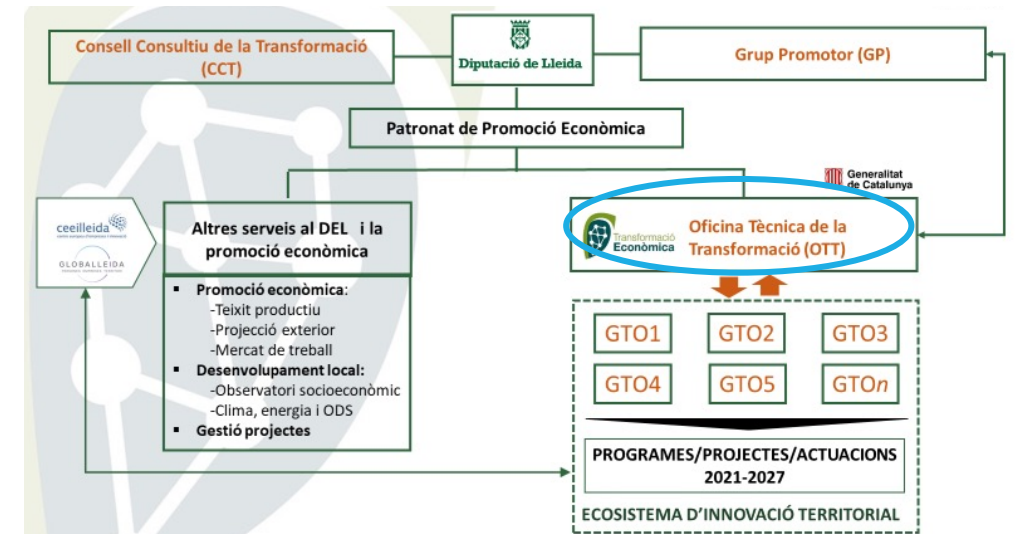 Consell Consultiu de la Transformació
(CCT)
Diputació de Lleida
Grup Promotor (GP)
Patronat de Promoció Econòmica
Generalitat
de Catalunya
ceeilleida
GLOBALLEIDA
Altres serveis al DEL i la
promoció econòmica
Transformació
Econòmica
Oficina Tècnica de la
Transformació (OTT)
▪ Promoció econòmica:
-Teixit productiu
-Projecció exterior
-Mercat de treball
▪ Desenvolupament local:
-Observatori socioeconòmic
-Clima, energia i ODS
▪ Gestió projectes
GTO1 GTO2 GTO3
GTO4 GTO5 GTOn
PROGRAMES/PROJECTES/ACTUACIONS
2021-2027
ECOSISTEMA D'INNOVACIÓ TERRITORIAL